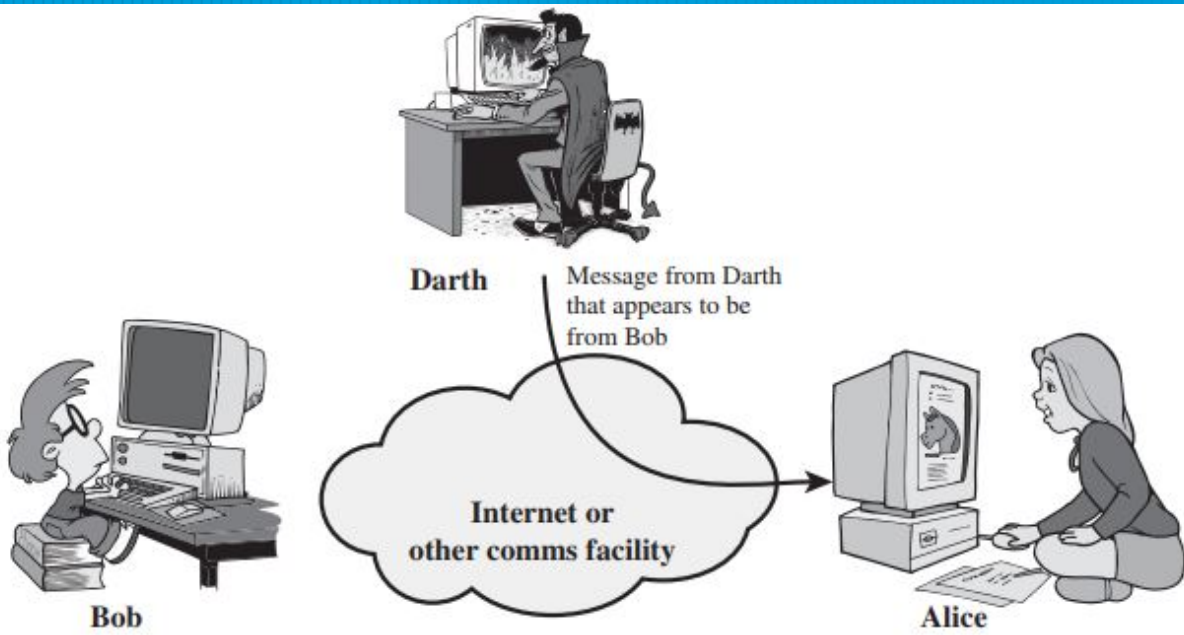 Darth
Message from Darth
that appears to be
from Bob
Internet or
other comms facility
Bob
Alice